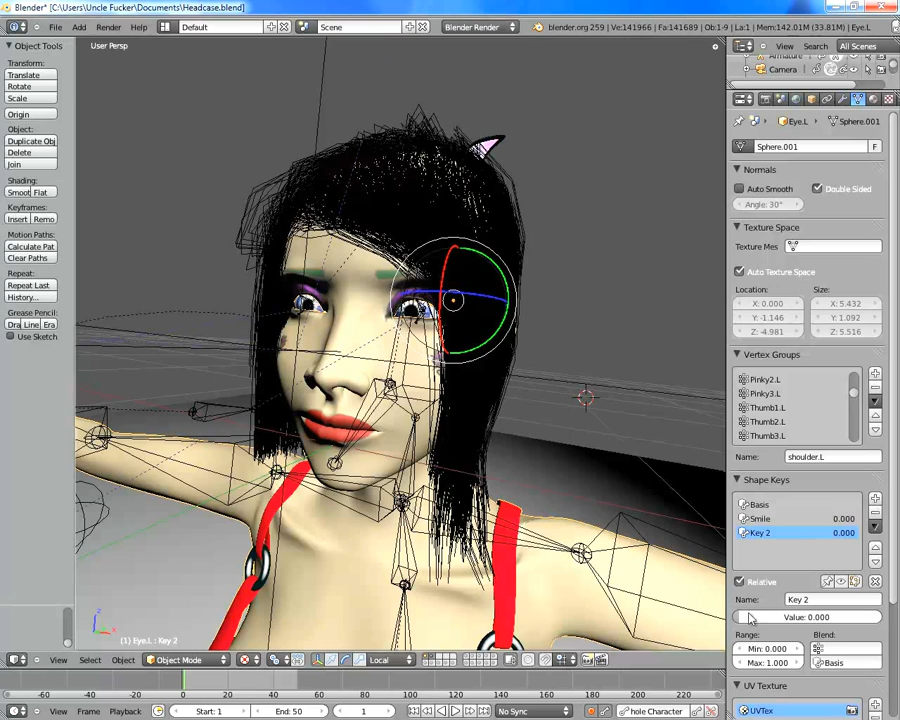 Blender* [C:\Users\Uncle Fucker\Documents\Headcase.blend]
File Add Render Help Default Scene Blender Render blender.org 259 | Ve:141966 | Fa:141689 | Ob:1-9 | La:1 | Mem:142.01M (33.81M) | Eye.L
Object Tools
Transform:
Translate
Rotate
Scale
Origin
Object:
Duplicate Obj
Delete
Join
Shading:
Smoot Flat
Keyframes:
Insert Remo
Motion Paths:
Calculate Pat
Clear Paths
Repeat:
Repeat Last
History...
Grease Pencil:
Dra Line Era
Use Sketch
User Persp
(1) Eye.L : Key 2
View Select Object Object Mode Local
View Search All Scenes
Armature
Camera
Eye.L Sphere.001
Sphere.001 F
Normals
Auto Smooth Double Sided
Angle: 30°
Texture Space
Texture Mes
Auto Texture Space
Location: Size:
X: 0.000 X: 5.432
Y: -1.146 Y: 1.092
Z: -4.981 Z: 5.516
Vertex Groups
Pinky2.L
Pinky3.L
Thumb1.L
Thumb2.L
Thumb3.L
Name: shoulder.L
Shape Keys
Basis
Smile 0.000
Key 2 0.000
Relative
Name: Key 2
Value: 0.000
Range: Blend:
Min: 0.000
Max: 1.000 Basis
UV Texture
UVTex
-60 -40 -20 0 20 40 60 80 100 120 140 160 180 200 220
View Frame Playback Start: 1 End: 50 1 No Sync hole Character